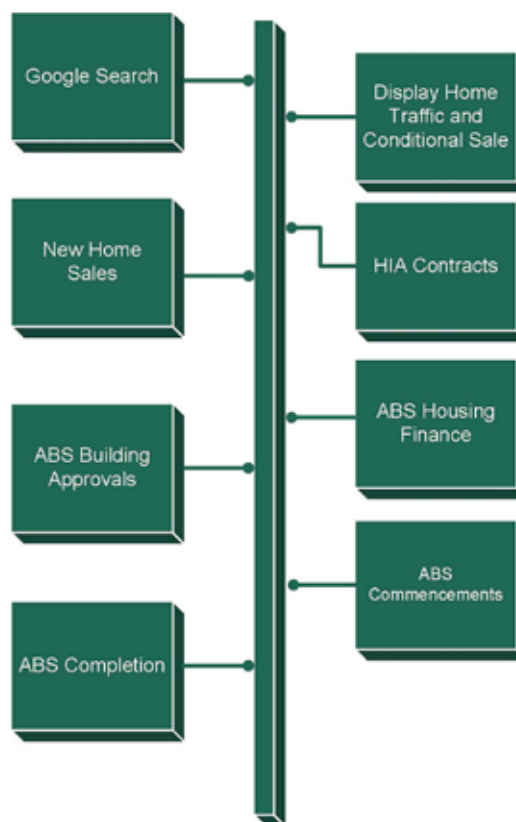 Google Search
Display Home
Traffic and
Conditional Sale
New Home
Sales
HIA Contracts
ABS Housing
Finance
ABS Building
Approvals
ABS
Commencements
ABS Completion